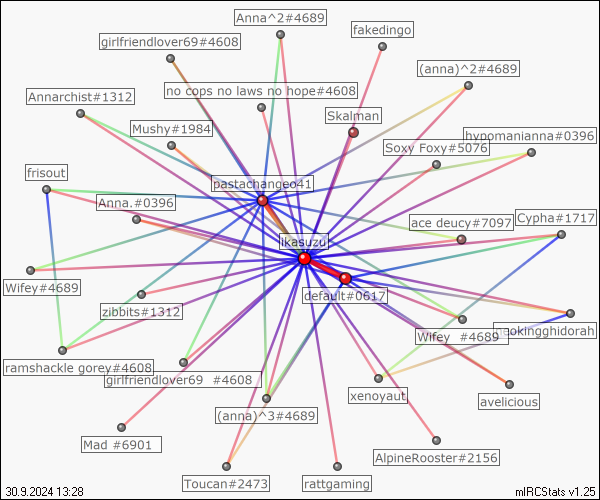 Anna^2#4689
fakedingo
girlfriendlover69#4608
(anna)^2#4689
no cops no laws no hope#4608
Annarchist#1312
Skalman
Mushy#1984
hypnomanianna#0396
Soxy Foxy#5076
frisout
pastachangeo41
Anna.#0396
ace deucy#7097
Cypha#1717
ikasuzu
Wifey#4689
default#0617
zibbits#1312
Wifey #4689
ramshackle gorey#4608
girlfriendlover69 #4608
xenoyaut
avelicious
(anna)^3#4689
Mad #6901
AlpineRooster#2156
Toucan#2473
rattgaming
30.9.2024 13:28
mIRCStats v1.25